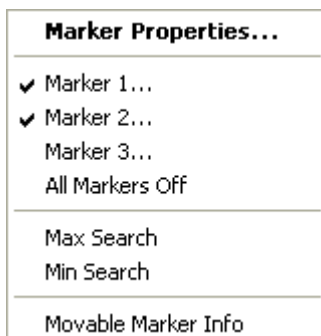 Marker Properties...
Marker 1...
Marker 2...
Marker 3...
All Markers Off
Max Search
Min Search
Movable Marker Info